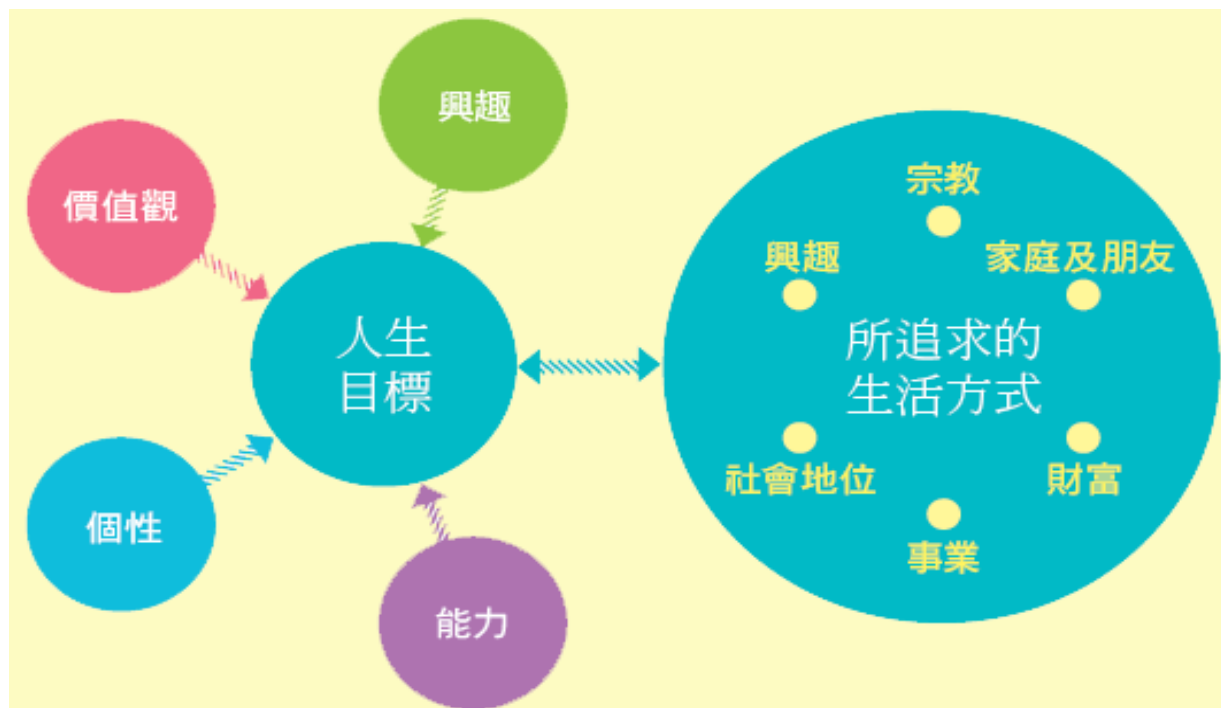 興趣
價值觀
人生
目標
個性
能力
宗教
興趣
家庭及朋友
所追求的
生活方式
社會地位
財富
事業